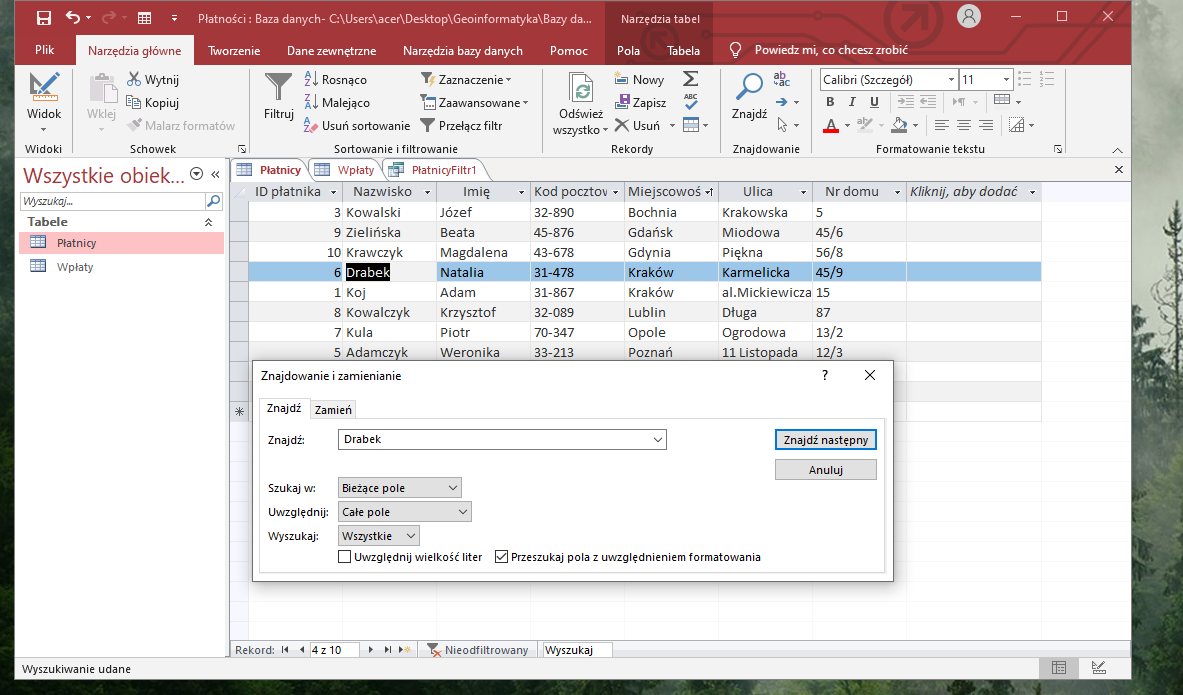 Płatności : Baza danych- C:\Users\acer\Desktop\Geoinformatyka\Bazy da...
Narzędzia tabel
Plik
Narzędzia główne
Tworzenie
Dane zewnętrzne
Narzędzia bazy danych
Pomoc
Pola
Tabela
Powiedz mi, co chcesz zrobić
Widok
Widoki
Wklej
Wytnij
Kopiuj
Malarz formatów
Schowek
Filtruj
Rosnąco
Malejąco
Usuń sortowanie
Zaznaczenie
Zaawansowane
Przełącz filtr
Sortowanie i filtrowanie
Odśwież
wszystko
Nowy
Zapisz
Usuń
Rekordy
Znajdź
Znajdowanie
Calibri (Szczegół)
11
B I U
A
Formatowanie tekstu
Wszystkie obiek...
Wyszukaj...
Tabele
Płatnicy
Wpłaty
Płatnicy
Wpłaty
PłatnicyFiltr1
ID płatnika Nazwisko Imię Kod pocztow Miejscowoś Ulica Nr domu Kliknij, aby dodać
3 Kowalski Józef 32-890 Bochnia Krakowska 5
9 Zielińska Beata 45-876 Gdańsk Miodowa 45/6
10 Krawczyk Magdalena 43-678 Gdynia Piękna 56/8
6 Drabek Natalia 31-478 Kraków Karmelicka 45/9
1 Koj Adam 31-867 Kraków al.Mickiewicza 15
8 Kowalczyk Krzysztof 32-089 Lublin Długa 87
7 Kula Piotr 70-347 Opole Ogrodowa 13/2
5 Adamczyk Weronika 33-213 Poznań 11 Listopada 12/3
Znajdowanie i zamienianie
?
Znajdź
Zamień
Znajdź: Drabek
Znajdź następny
Anuluj
Szukaj w: Bieżące pole
Uwzględnij: Całe pole
Wyszukaj: Wszystkie
Uwzględnij wielkość liter
Przeszukaj pola z uwzględnieniem formatowania
Rekord: 4 z 10
Nieodfiltrowany
Wyszukaj
Wyszukiwanie udane